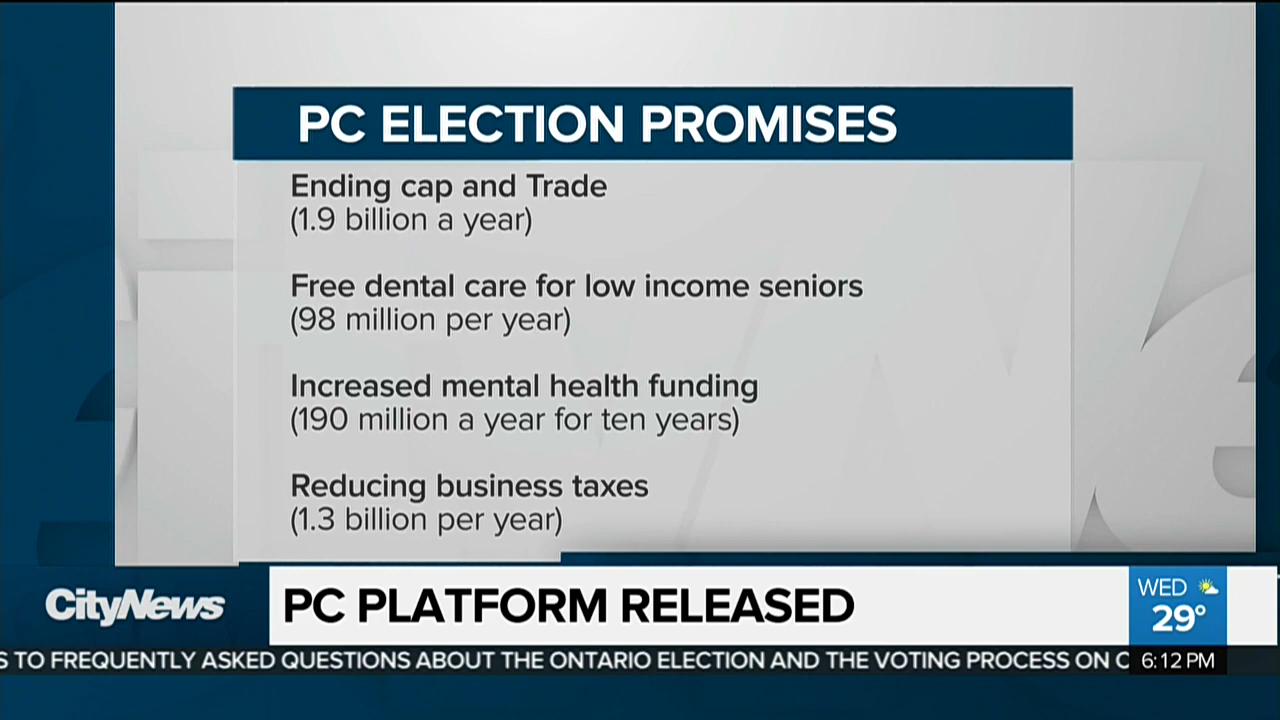 PC ELECTION PROMISES
Ending cap and Trade
(1.9 billion a year)
Free dental care for low income seniors
(98 million per year)
Increased mental health funding
(190 million a year for ten years)
Reducing business taxes
(1.3 billion per year)
CityNews
PC PLATFORM RELEASED
WED
29°
S TO FREQUENTLY ASKED QUESTIONS ABOUT THE ONTARIO ELECTION AND THE VOTING PROCESS ON C
6:12 PM